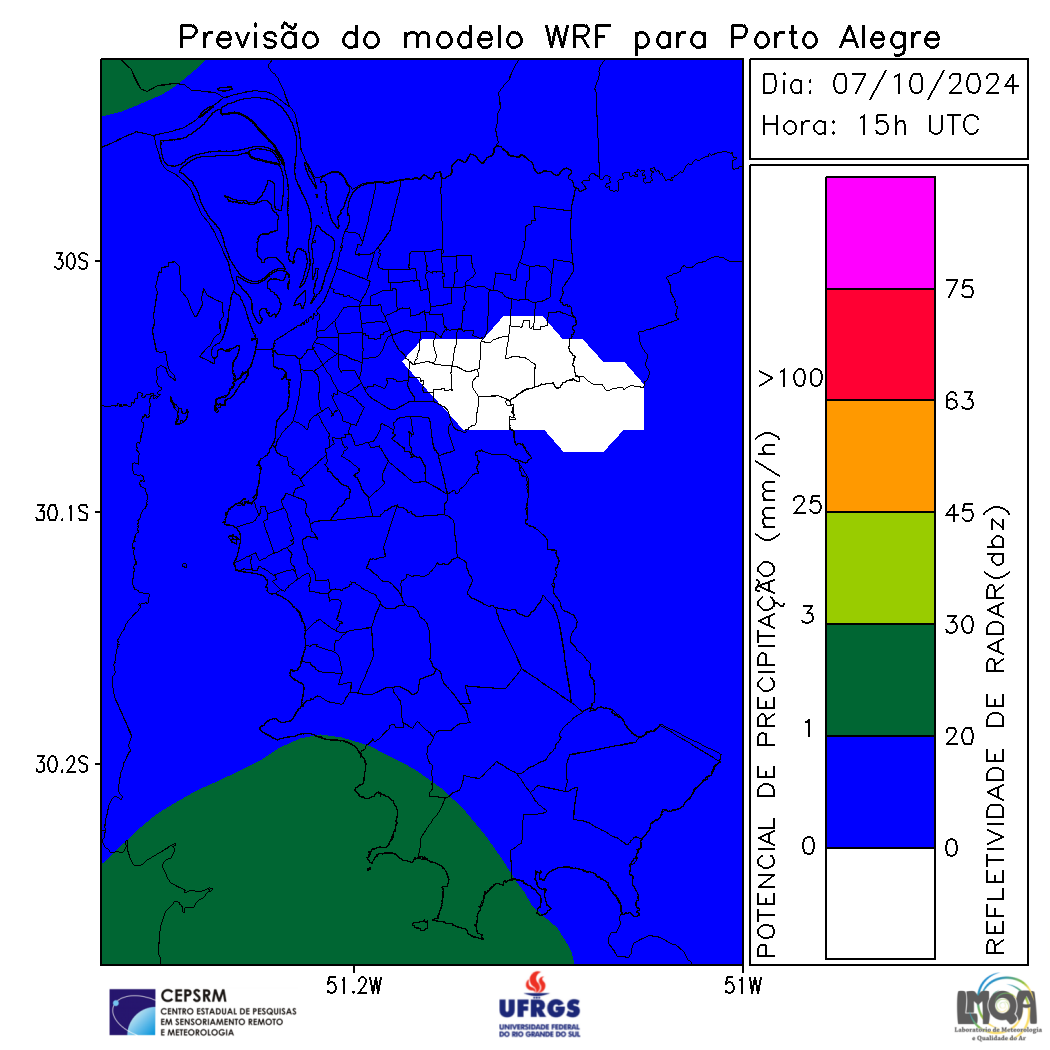 Previsão do modelo WRF para Porto Alegre
Dia: 07/10/2024
Hora: 15h UTC
30S
30.1S
30.2S
51.2W
51W
POTENCIAL DE PRECIPITAÇÃO (mm/h)
>100
25
3
1
0
75
63
45
30
20
0
REFLETIVIDADE DE RADAR(dbz)
CEPSRM
CENTRO ESTADUAL DE PESQUISAS
EM SENSORIAMENTO REMOTO
E METEOROLOGIA
UFRGS
UNIVERSIDADE FEDERAL
DO RIO GRANDE DO SUL
LMQA
Laboratório de Meteorologia
e Qualidade do Ar